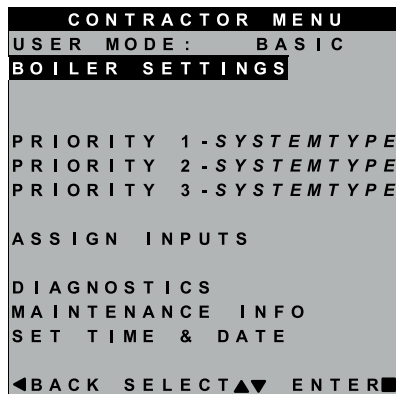 CONTRACTOR MENU
USER MODE: BASIC
BOILER SETTINGS
PRIORITY 1-SYSTEMTYPE
PRIORITY 2-SYSTEMTYPE
PRIORITY 3-SYSTEMTYPE
ASSIGN INPUTS
DIAGNOSTICS
MAINTENANCE INFO
SET TIME & DATE
◀BACK SELECT▲▼ ENTER■